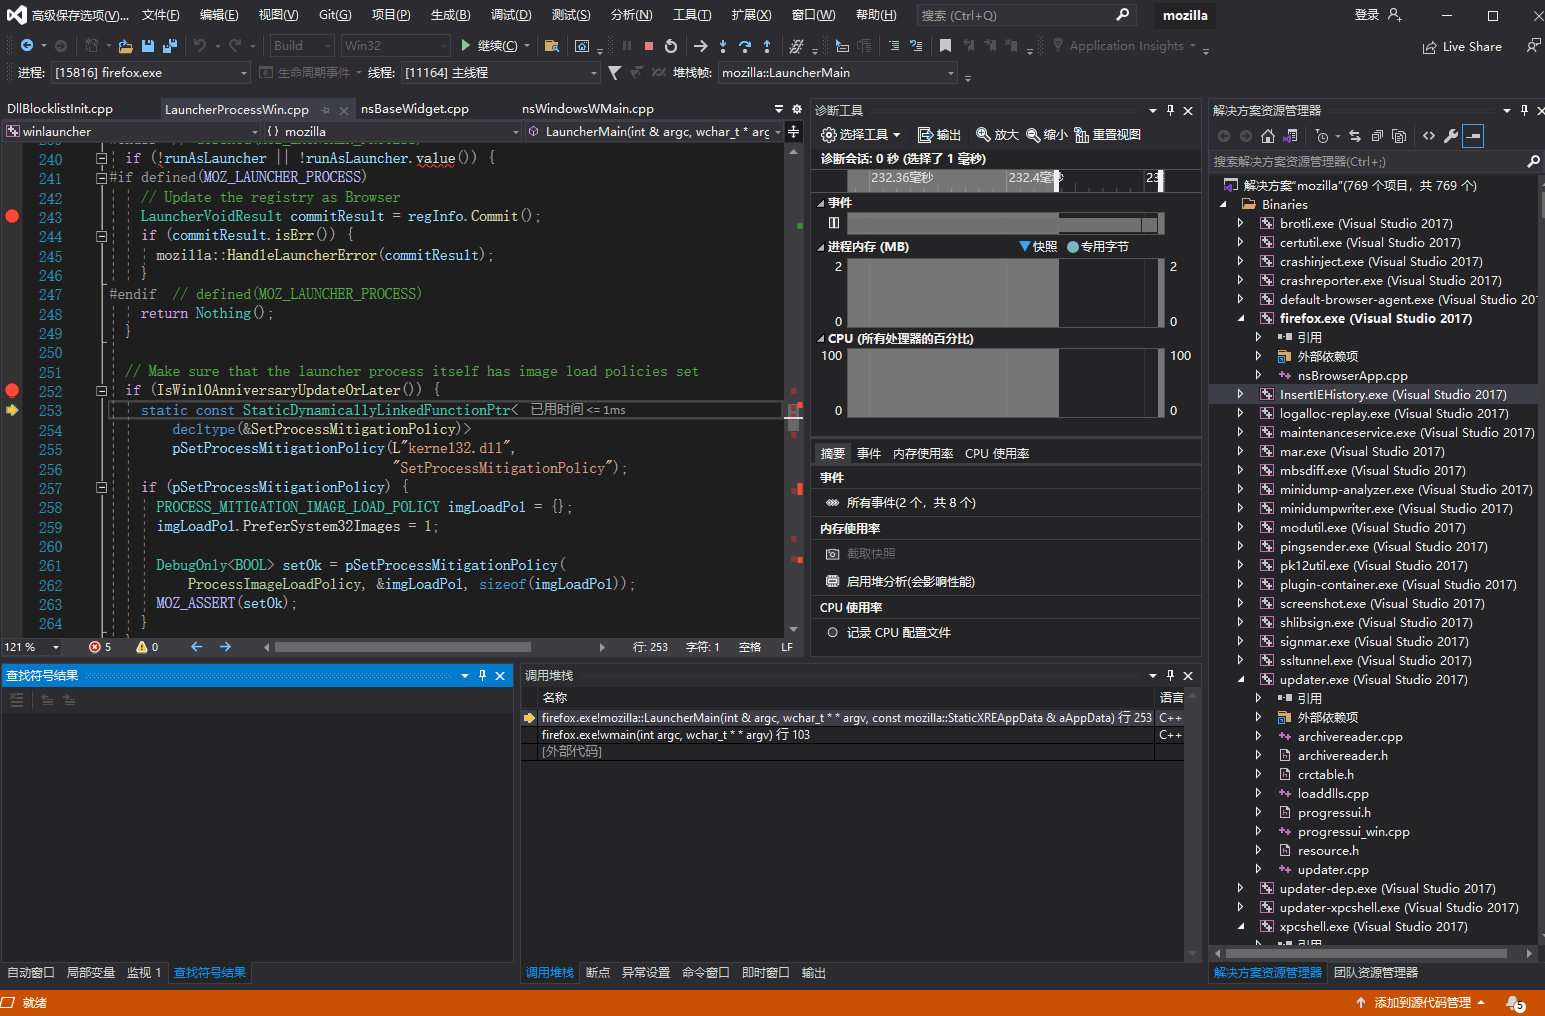 高级保存选项(V)... 文件(F) 编辑(E) 视图(V) Git(G) 项目(P) 生成(B) 调试(D) 测试(S) 分析(N) 工具(T) 扩展(X) 窗口(W) 帮助(H) 搜索 (Ctrl+Q) mozilla 登录
Build Win32 继续(C) Application Insights Live Share
进程: [15816] firefox.exe 生命周期事件 线程: [11164] 主线程 堆栈帧: mozilla::LauncherMain
DllBlocklistInit.cpp LauncherProcessWin.cpp nsBaseWidget.cpp nsWindowsWMain.cpp
winlauncher {} mozilla LauncherMain(int & argc, wchar_t * arg
240 if (!runAsLauncher || !runAsLauncher.value()) {
241 #if defined(MOZ_LAUNCHER_PROCESS)
242 // Update the registry as Browser
243 LauncherVoidResult commitResult = regInfo.Commit();
244 if (commitResult.isErr()) {
245 mozilla::HandleLauncherError(commitResult);
246 }
247 #endif // defined(MOZ_LAUNCHER_PROCESS)
248 return Nothing();
249 }
250
251 // Make sure that the launcher process itself has image load policies set
252 if (IsWin10AnniversaryUpdateOrLater()) {
253 static const StaticDynamicallyLinkedFunctionPtr< 已用时间 <= 1ms
254 decltype(&SetProcessMitigationPolicy)>
255 pSetProcessMitigationPolicy(L"kernel32.dll",
256 "SetProcessMitigationPolicy");
257 if (pSetProcessMitigationPolicy) {
258 PROCESS_MITIGATION_IMAGE_LOAD_POLICY imgLoadPol = {};
259 imgLoadPol.PreferSystem32Images = 1;
260
261 DebugOnly<BOOL> setOk = pSetProcessMitigationPolicy(
262 ProcessImageLoadPolicy, &imgLoadPol, sizeof(imgLoadPol));
263 MOZ_ASSERT(setOk);
264 }
121 % 5 0 行: 253 字符: 1 空格 LF
诊断工具
选择工具 输出 放大 缩小 重置视图
诊断会话: 0 秒 (选择了 1 毫秒)
232.36毫秒 232.4毫秒 23
事件
进程内存 (MB) 快照 专用字节
2 2
0 0
CPU (所有处理器的百分比)
100 100
0 0
摘要 事件 内存使用率 CPU 使用率
事件
所有事件(2 个，共 8 个)
内存使用率
截取快照
启用堆分析(会影响性能)
CPU 使用率
记录 CPU 配置文件
解决方案资源管理器
搜索解决方案资源管理器(Ctrl+;)
解决方案"mozilla"(769 个项目，共 769 个)
Binaries
brotli.exe (Visual Studio 2017)
certutil.exe (Visual Studio 2017)
crashinject.exe (Visual Studio 2017)
crashreporter.exe (Visual Studio 2017)
default-browser-agent.exe (Visual Studio 201
firefox.exe (Visual Studio 2017)
引用
外部依赖项
nsBrowserApp.cpp
InsertIEHistory.exe (Visual Studio 2017)
logalloc-replay.exe (Visual Studio 2017)
maintenanceservice.exe (Visual Studio 2017)
mar.exe (Visual Studio 2017)
mbsdiff.exe (Visual Studio 2017)
minidump-analyzer.exe (Visual Studio 2017)
minidumpwriter.exe (Visual Studio 2017)
modutil.exe (Visual Studio 2017)
pingsender.exe (Visual Studio 2017)
pk12util.exe (Visual Studio 2017)
plugin-container.exe (Visual Studio 2017)
screenshot.exe (Visual Studio 2017)
shlibsign.exe (Visual Studio 2017)
signmar.exe (Visual Studio 2017)
ssltunnel.exe (Visual Studio 2017)
updater.exe (Visual Studio 2017)
引用
外部依赖项
archivereader.cpp
archivereader.h
crctable.h
loaddlls.cpp
progressui.h
progressui_win.cpp
resource.h
updater.cpp
updater-dep.exe (Visual Studio 2017)
updater-xpcshell.exe (Visual Studio 2017)
xpcshell.exe (Visual Studio 2017)
引用
解决方案资源管理器 团队资源管理器
查找符号结果
自动窗口 局部变量 监视 1 查找符号结果
调用堆栈
名称 语言
firefox.exe!mozilla::LauncherMain(int & argc, wchar_t * * argv, const mozilla::StaticXREAppData & aAppData) 行 253 C++
firefox.exe!wmain(int argc, wchar_t * * argv) 行 103 C++
[外部代码]
调用堆栈 断点 异常设置 命令窗口 即时窗口 输出
就绪 添加到源代码管理 5